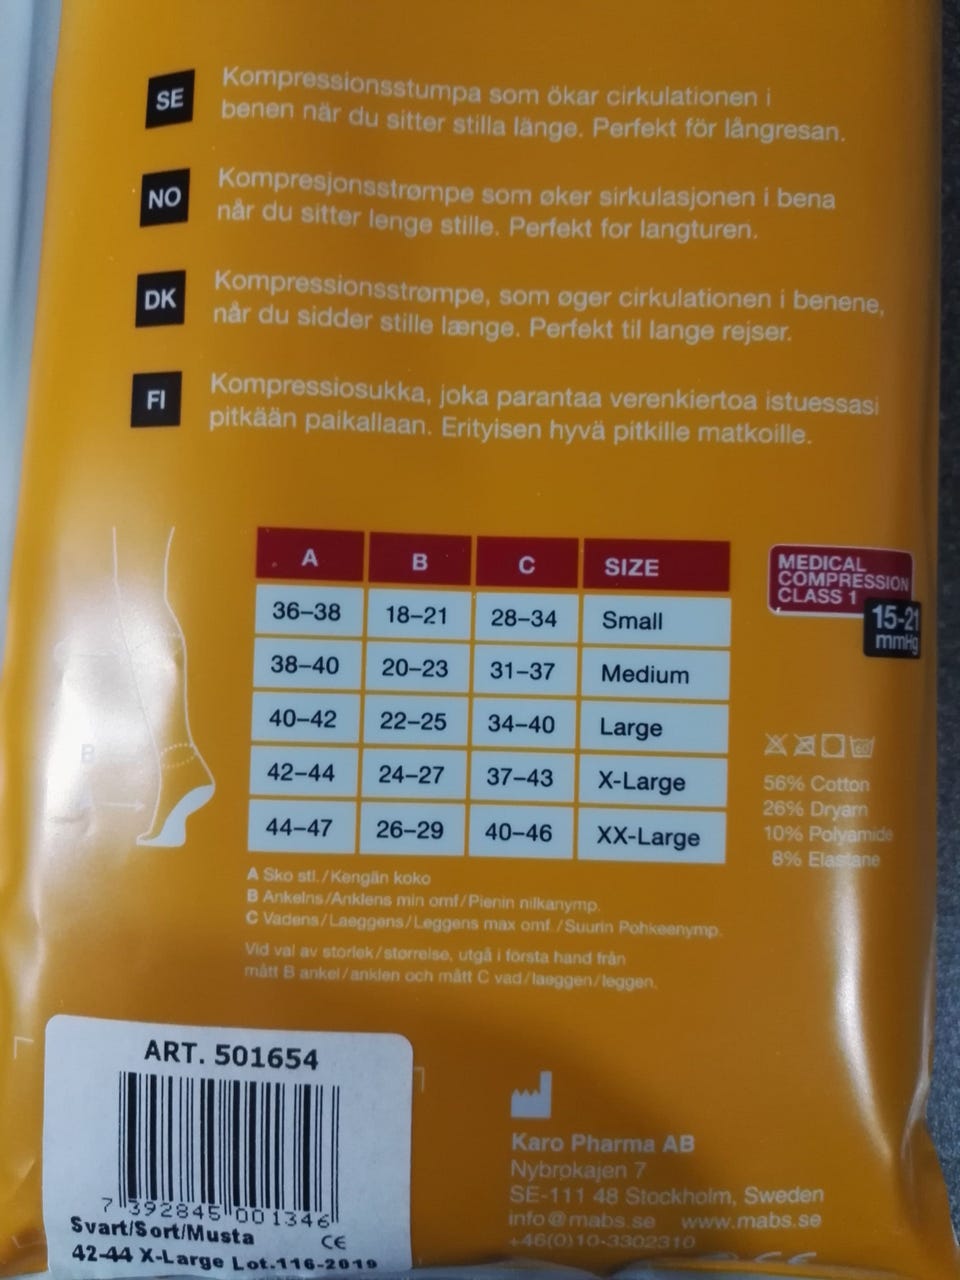 SE
Kompressionsstumpa som ökar cirkulationen i
benen när du sitter stilla länge. Perfekt för långresan.
NO
Kompresjonsstrømpe som øker sirkulasjonen i bena
når du sitter lenge stille. Perfekt for langturen.
DK
Kompressionsstrømpe, som øger cirkulationen i benene,
når du sidder stille længe. Perfekt til lange rejser.
FI
Kompressiosukka, joka parantaa verenkiertoa istuessasi
pitkään paikallaan. Erityisen hyvä pitkille matkoille.
A B C SIZE
36–38 18–21 28–34 Small
38–40 20–23 31–37 Medium
40–42 22–25 34–40 Large
42–44 24–27 37–43 X-Large
44–47 26–29 40–46 XX-Large
B
MEDICAL
COMPRESSION
CLASS 1
15-21
mmHg
60
56% Cotton
26% Dryarn
10% Polyamide
8% Elastane
A Sko stl./Kengän koko
B Ankelns/Anklens min omf/Pienin nilkanymp.
C Vadens/Laeggens/Leggens max omf./Suurin Pohkeenymp.
Vid val av storlek/størrelse, utgå i första hand från
mått B ankel/anklen och mått C vad/laeggen/leggen.
ART. 501654
7 392845 001346
Svart/Sort/Musta CE
42-44 X-Large Lot.116-2019
Karo Pharma AB
Nybrokajen 7
SE-111 48 Stockholm, Sweden
info@mabs.se www.mabs.se
+46(0)10-3302310